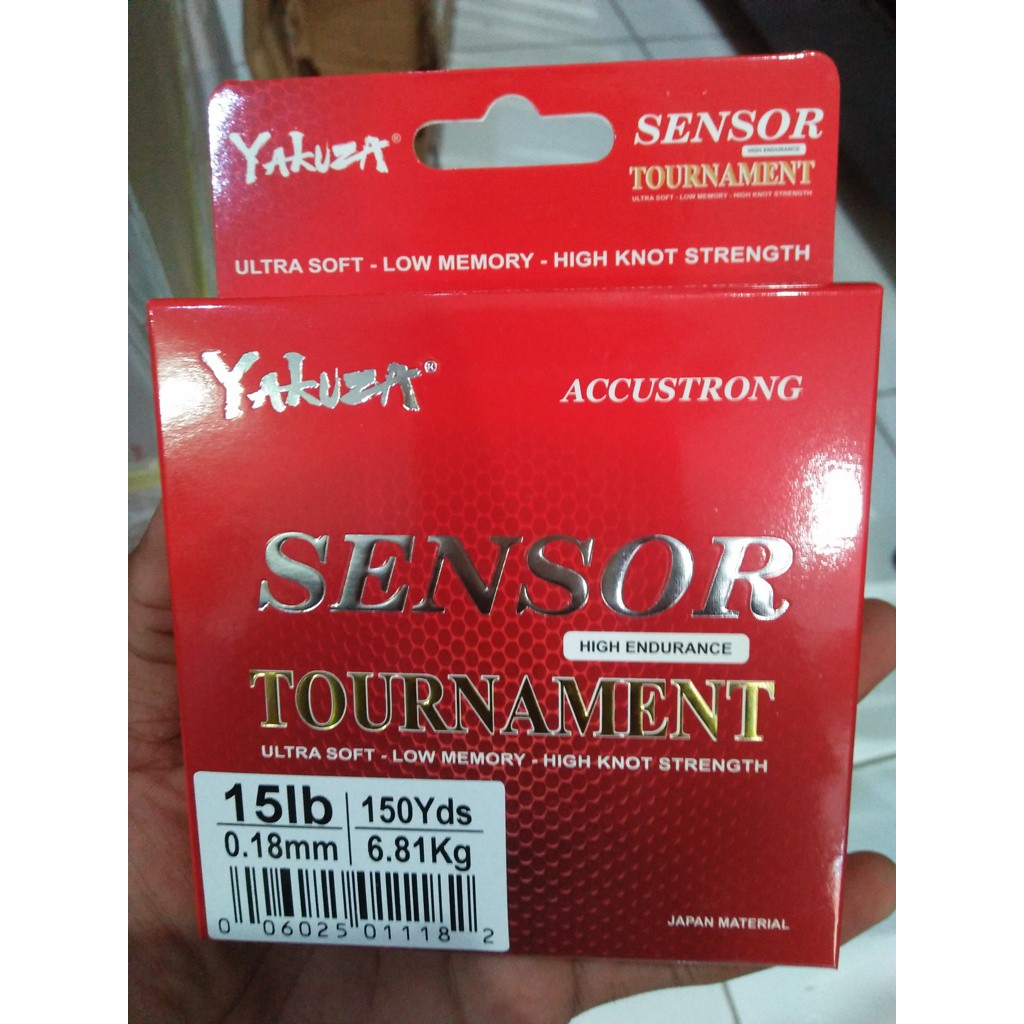 Yakuza®
SENSOR
HIGH ENDURANCE
TOURNAMENT
ULTRA SOFT - LOW MEMORY - HIGH KNOT STRENGTH
ULTRA SOFT - LOW MEMORY - HIGH KNOT STRENGTH
Yakuza®
ACCUSTRONG
SENSOR
HIGH ENDURANCE
TOURNAMENT
ULTRA SOFT - LOW MEMORY - HIGH KNOT STRENGTH
15lb 150Yds
0.18mm 6.81Kg
0 06025 01118 2
JAPAN MATERIAL